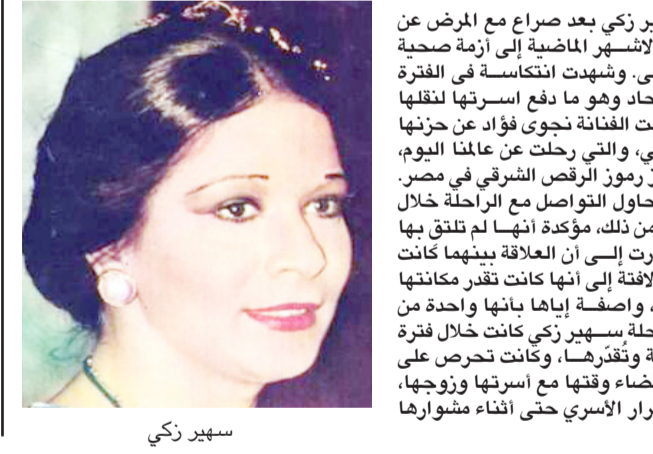 ير زكي بعد صراع مع المرض عن
لاشهر الماضية إلى أزمة صحية
ى. وشهدت انتكاسة فى الفترة
حاد وهو ما دفع اسرتها لنقلها
ت الفنانة نجوى فؤاد عن حزنها
ي، والتي رحلت عن عالمنا اليوم،
ز رموز الرقص الشرقي في مصر.
حاول التواصل مع الراحلة خلال
من ذلك، مؤكدة أنها لم تلتق بها
رت إلى أن العلاقة بينهما كانت
لافتة إلى أنها كانت تقدر مكانتها
، واصفة إياها بأنها واحدة من
حلة سهير زكي كانت خلال فترة
ة وتُقدّرها، وكانت تحرص على
ضاء وقتها مع أسرتها وزوجها،
رار الأسري حتى أثناء مشوارها
سهير زكي